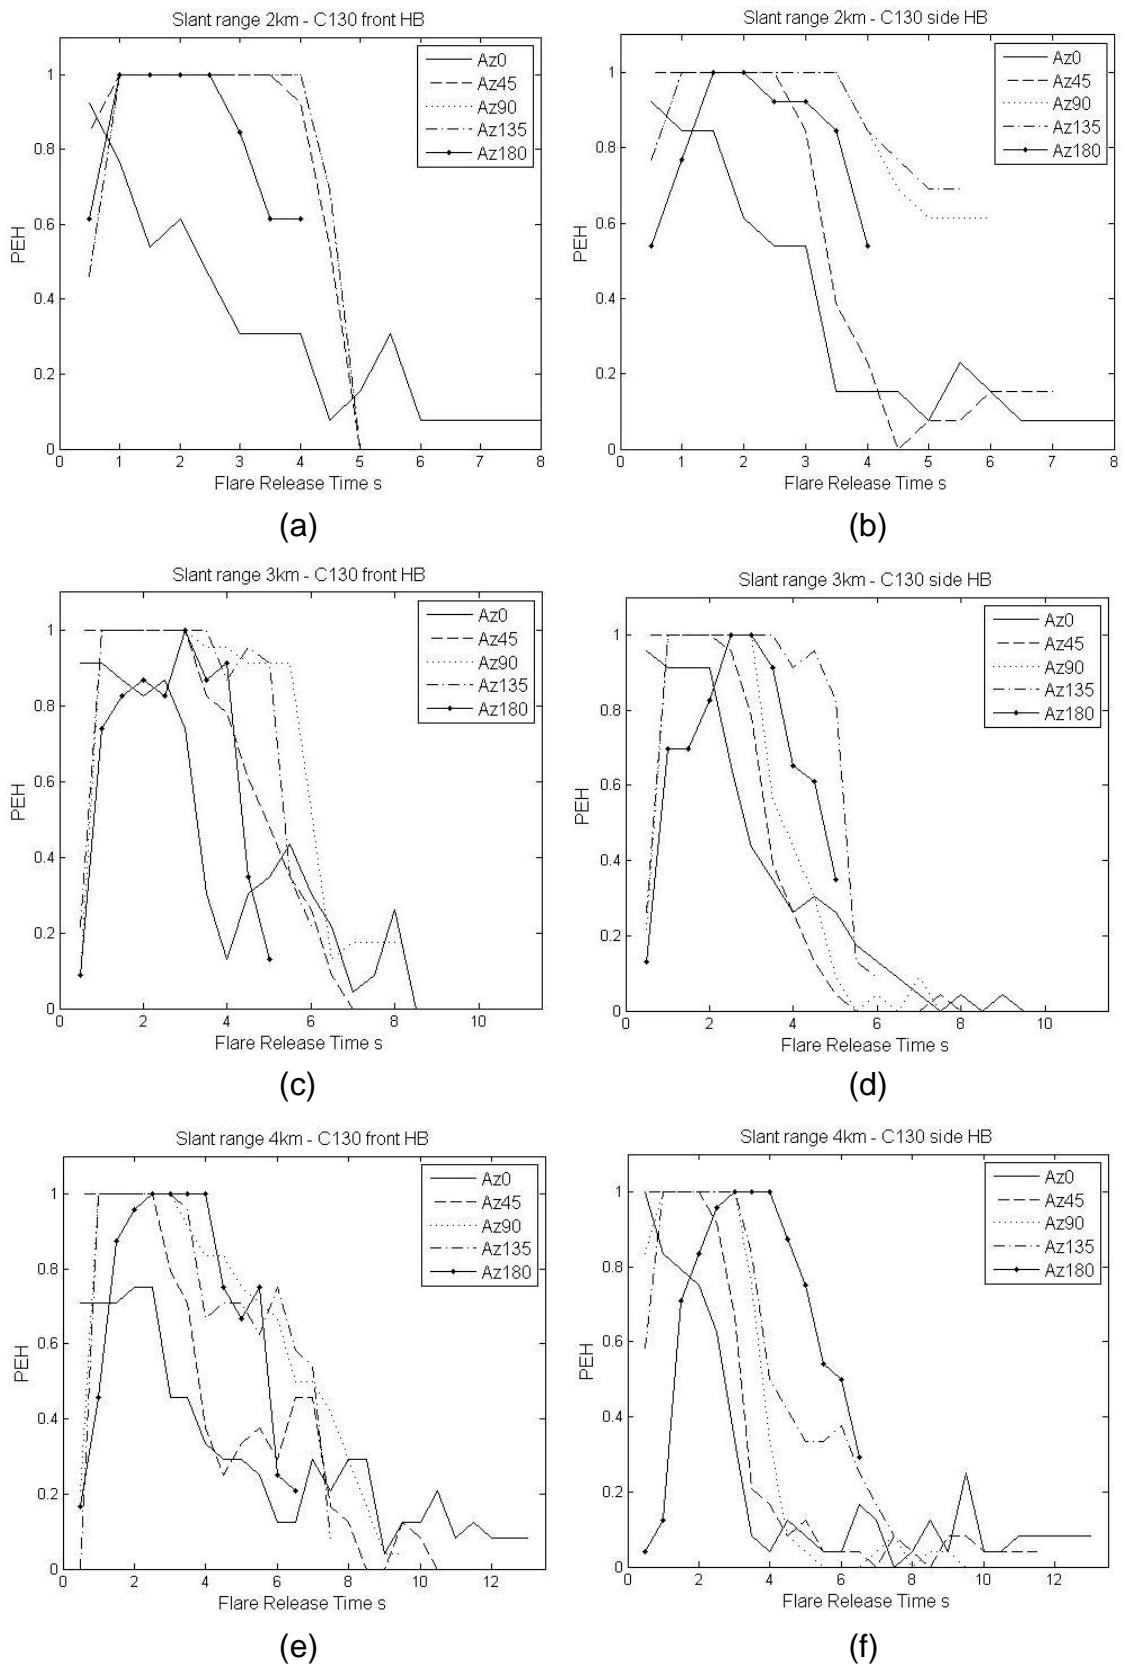 Slant range 2km - C130 front HB
PEH
1
0.8
0.6
0.4
0.2
0
Az0
Az45
Az90
Az135
Az180
0 1 2 3 4 5 6 7 8
Flare Release Time s
(a)
Slant range 2km - C130 side HB
PEH
1
0.8
0.6
0.4
0.2
0
Az0
Az45
Az90
Az135
Az180
0 1 2 3 4 5 6 7 8
Flare Release Time s
(b)
Slant range 3km - C130 front HB
PEH
1
0.8
0.6
0.4
0.2
0
Az0
Az45
Az90
Az135
Az180
0 2 4 6 8 10
Flare Release Time s
(c)
Slant range 3km - C130 side HB
PEH
1
0.8
0.6
0.4
0.2
0
Az0
Az45
Az90
Az135
Az180
0 2 4 6 8 10
Flare Release Time s
(d)
Slant range 4km - C130 front HB
PEH
1
0.8
0.6
0.4
0.2
0
Az0
Az45
Az90
Az135
Az180
0 2 4 6 8 10 12
Flare Release Time s
(e)
Slant range 4km - C130 side HB
PEH
1
0.8
0.6
0.4
0.2
0
Az0
Az45
Az90
Az135
Az180
0 2 4 6 8 10 12
Flare Release Time s
(f)